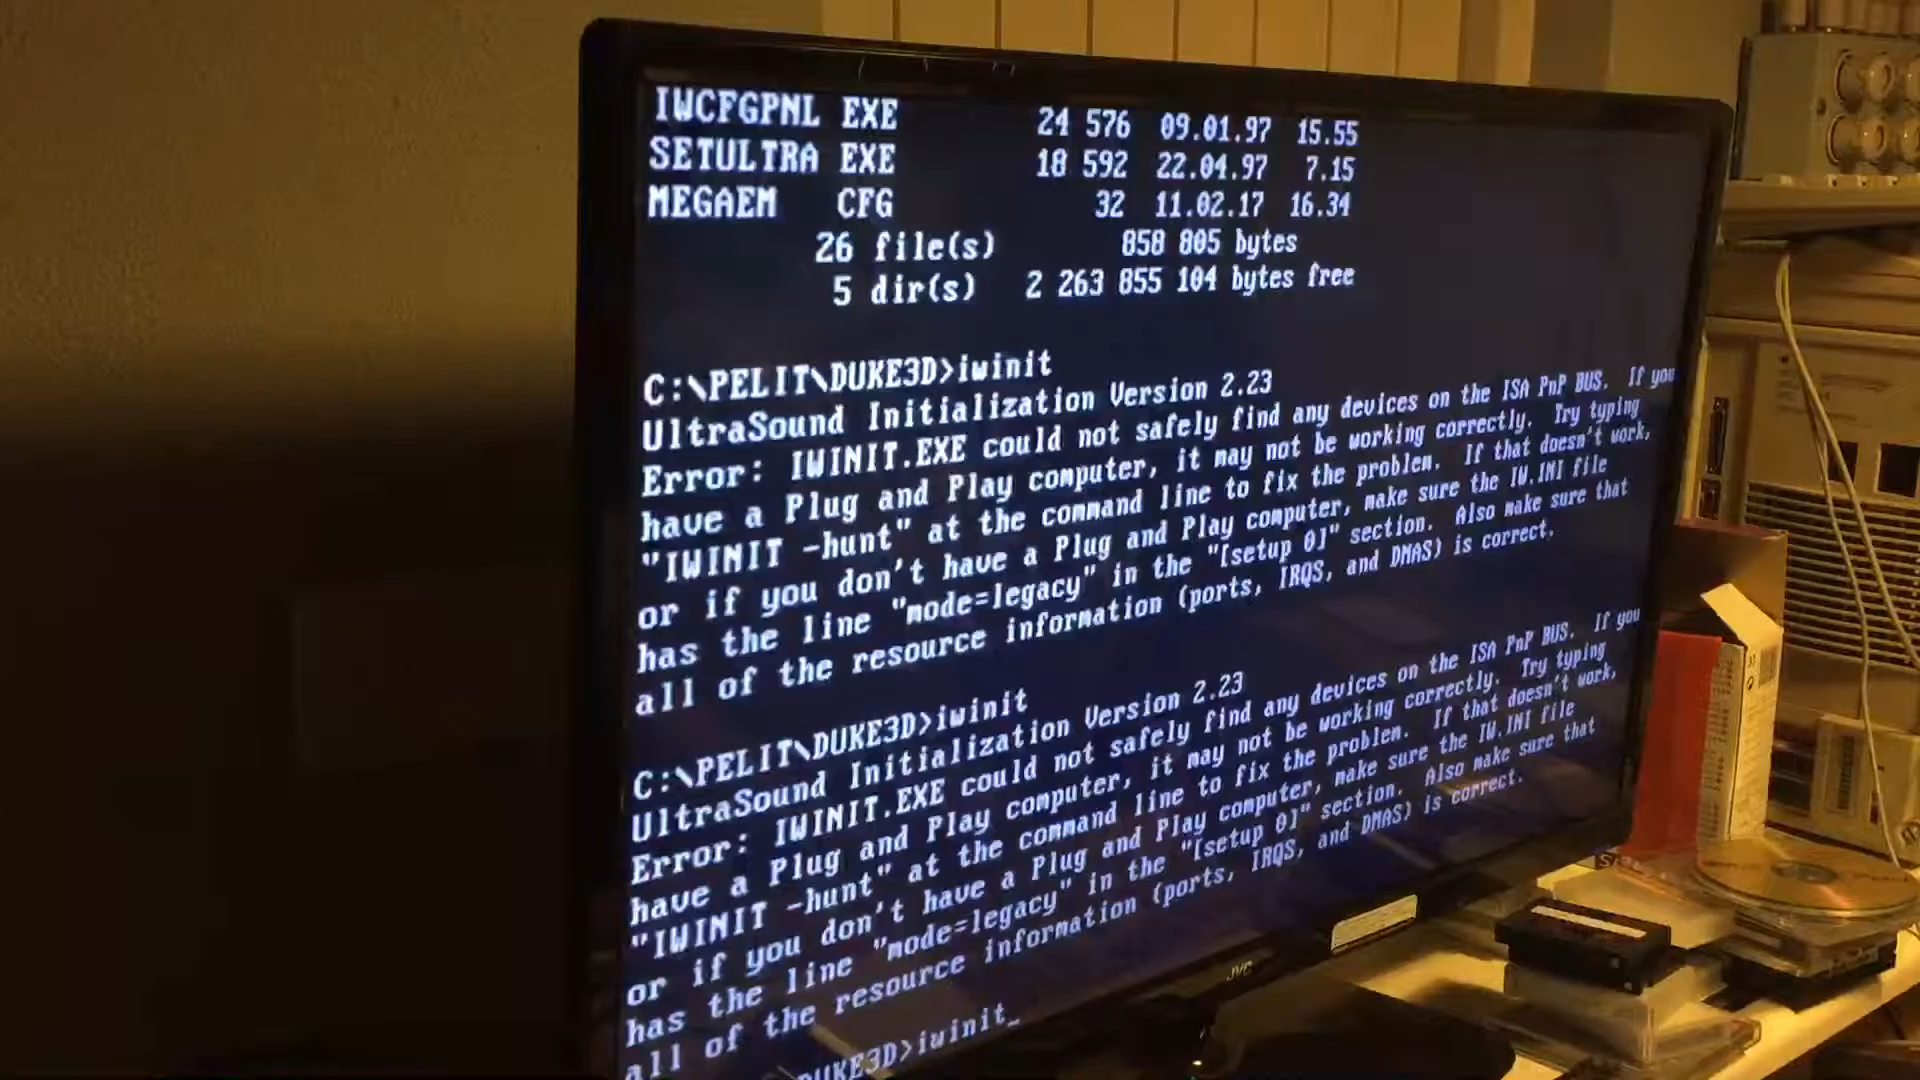 IWCFGPNL EXE 24 576 09.01.97 15.55
SETULTRA EXE 18 592 22.04.97 7.15
MEGAEM CFG 32 11.02.17 16.34
26 file(s) 858 805 bytes
5 dir(s) 2 263 855 104 bytes free
C:\PELIT\DUKE3D>iwinit
UltraSound Initialization Version 2.23
Error: IWINIT.EXE could not safely find any devices on the ISA PnP BUS. If you
have a Plug and Play computer, it may not be working correctly. Try typing
"IWINIT -hunt" at the command line to fix the problem. If that doesn't work,
or if you don't have a Plug and Play computer, make sure the IW.INI file
has the line "mode=legacy" in the "[setup 0]" section. Also make sure that
all of the resource information (ports, IRQS, and DMAS) is correct.
C:\PELIT\DUKE3D>iwinit
UltraSound Initialization Version 2.23
Error: IWINIT.EXE could not safely find any devices on the ISA PnP BUS. If you
have a Plug and Play computer, it may not be working correctly. Try typing
"IWINIT -hunt" at the command line to fix the problem. If that doesn't work,
or if you don't have a Plug and Play computer, make sure the IW.INI file
has the line "mode=legacy" in the "[setup 0]" section. Also make sure that
all of the resource information (ports, IRQS, and DMAS) is correct.
DUKE3D>iwinit_
JVC